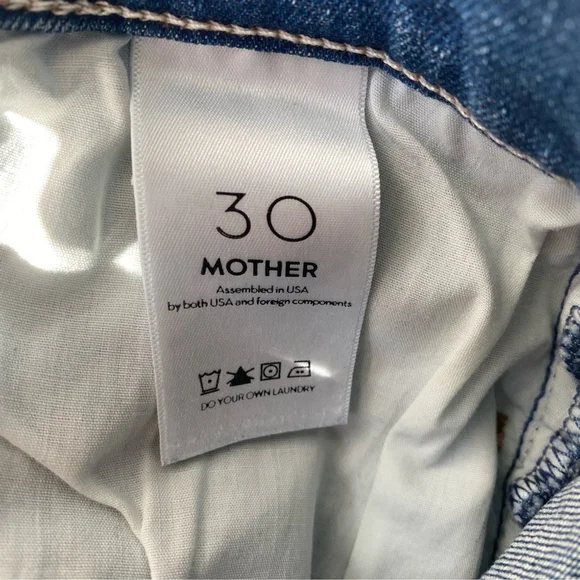 30
MOTHER
Assembled in USA
by both USA and foreign components
DO YOUR OWN LAUNDRY